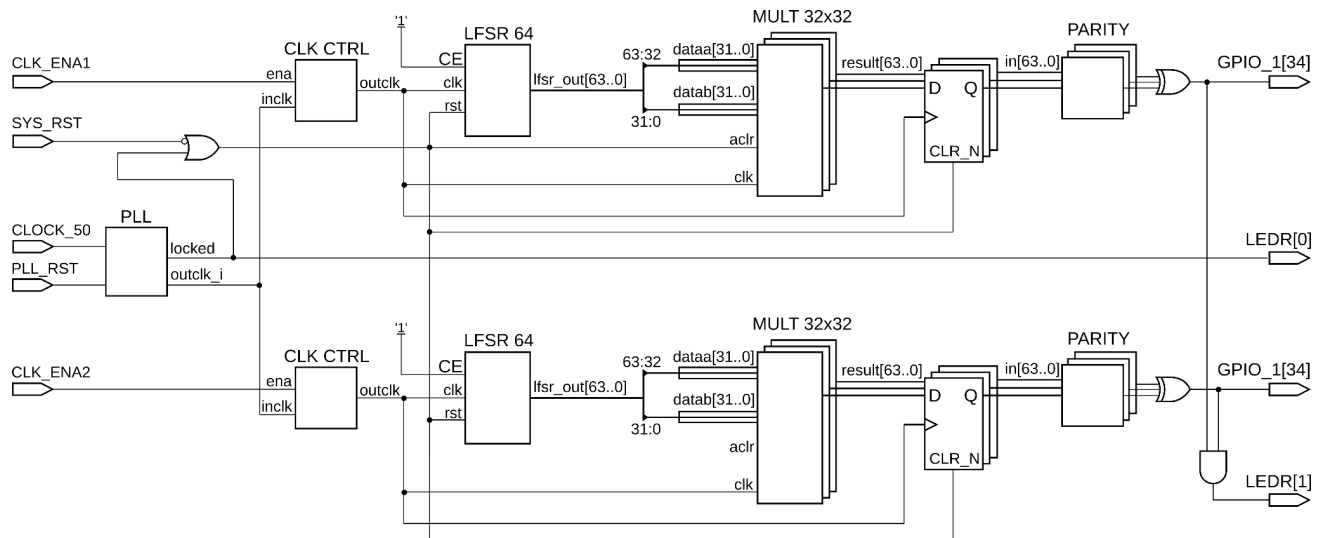 CLK_ENA1
SYS_RST
CLOCK_50
PLL_RST
PLL
locked
outclk_i
CLK CTRL
ena
inclk
outclk
'1'
LFSR 64
CE
clk
rst
lfsr_out[63..0]
63:32
31:0
MULT 32x32
dataa[31..0]
datab[31..0]
aclr
clk
result[63..0]
D
Q
CLR_N
in[63..0]
PARITY
GPIO_1[34]
LEDR[0]
CLK_ENA2
CLK CTRL
ena
inclk
outclk
'1'
LFSR 64
CE
clk
rst
lfsr_out[63..0]
63:32
31:0
MULT 32x32
dataa[31..0]
datab[31..0]
aclr
clk
result[63..0]
D
Q
CLR_N
in[63..0]
PARITY
GPIO_1[34]
LEDR[1]